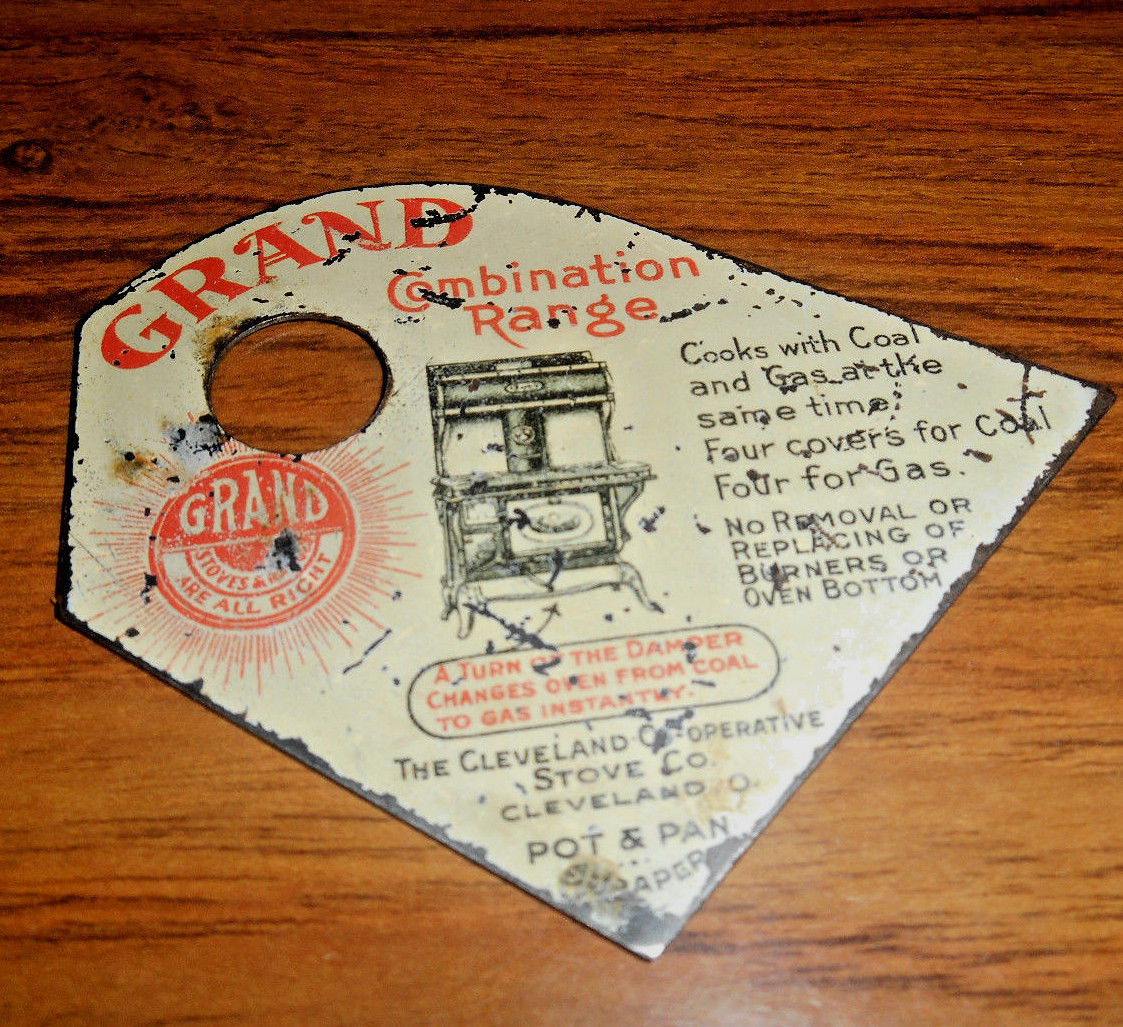 GRAND
Combination
Range
Cooks with Coal
and Gas at the
same time.
Four covers for Coal
Four for Gas.
NO REMOVAL OR
REPLACING OF
BURNERS OR
OVEN BOTTOM
GRAND
STOVES &
ARE ALL RIGHT
A TURN OF THE DAMPER
CHANGES OVEN FROM COAL
TO GAS INSTANTLY.
THE CLEVELAND CO-OPERATIVE
STOVE CO.
CLEVELAND O.
POT & PAN
SCRAPER